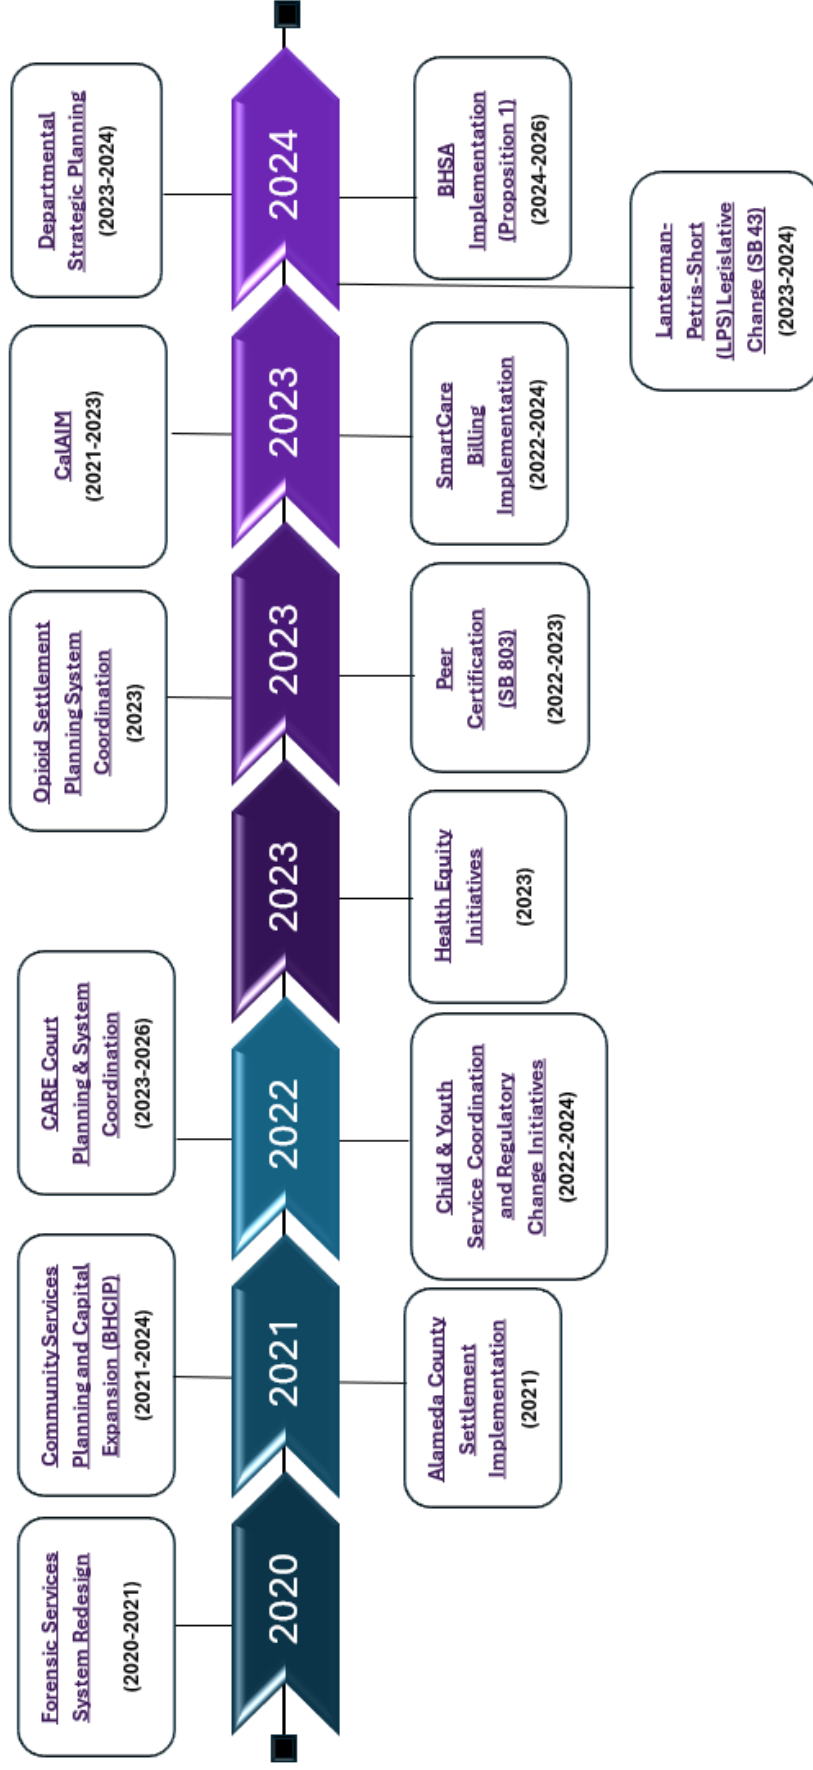 Forensic Services
System Redesign
(2020-2021)
Community Services
Planning and Capital
Expansion (BHCIP)
(2021-2024)
CARE Court
Planning & System
Coordination
(2023-2026)
Opioid Settlement
Planning System
Coordination
(2023)
CalAIM
(2021-2023)
Departmental
Strategic Planning
(2023-2024)
2020
2021
2022
2023
2023
2023
2024
Alameda County
Settlement
Implementation
(2021)
Child & Youth
Service Coordination
and Regulatory
Change Initiatives
(2022-2024)
Health Equity
Initiatives
(2023)
Peer
Certification
(SB 803)
(2022-2023)
SmartCare
Billing
Implementation
(2022-2024)
BHSA
Implementation
(Proposition 1)
(2024-2026)
Lanterman-
Petris-Short
(LPS) Legislative
Change (SB 43)
(2023-2024)